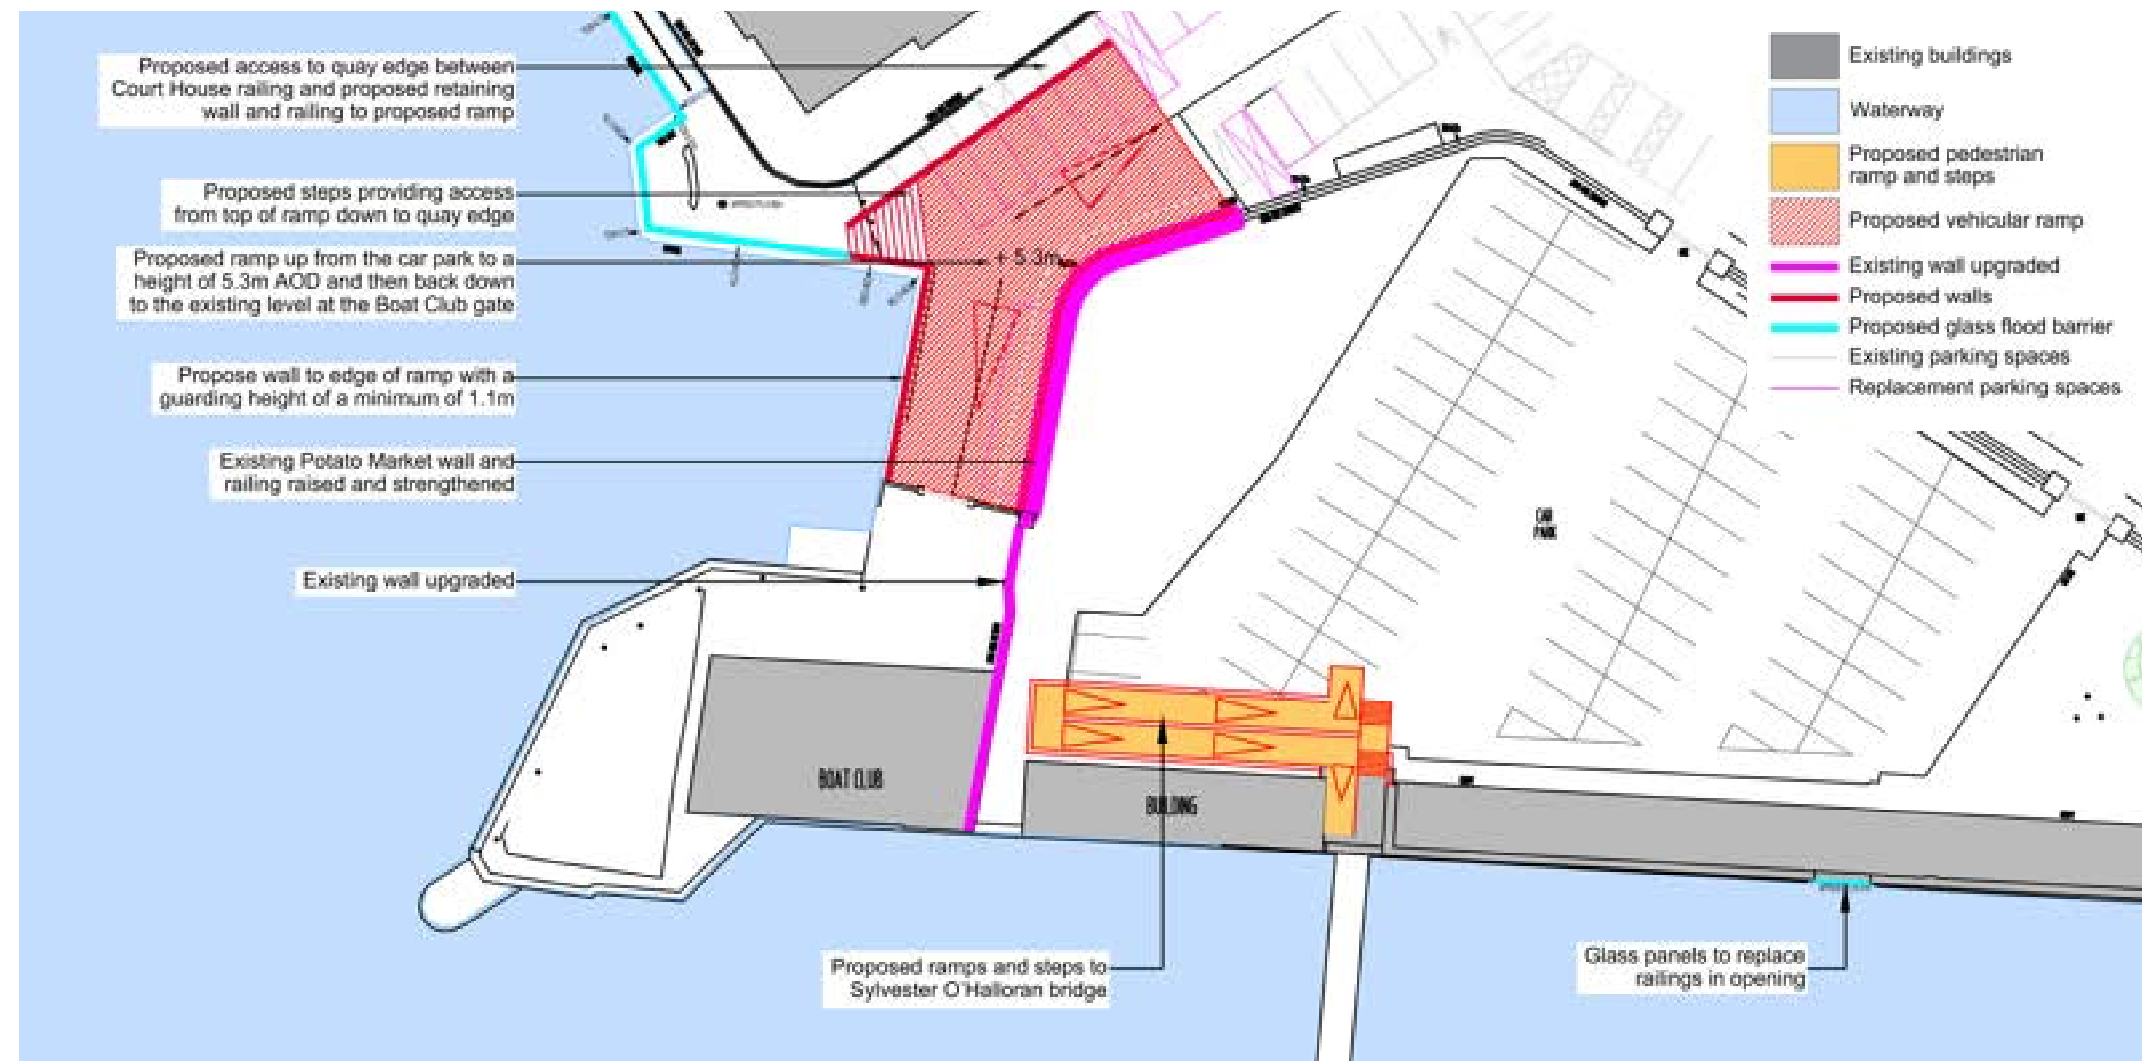 Proposed access to quay edge between
Court House railing and proposed retaining
wall and railing to proposed ramp
Proposed steps providing access
from top of ramp down to quay edge
Proposed ramp up from the car park to a
height of 5.3m AOD and then back down
to the existing level at the Boat Club gate
Propose wall to edge of ramp with a
guarding height of a minimum of 1.1m
Existing Potato Market wall and
railing raised and strengthened
Existing wall upgraded
+ 5.3m
Existing buildings
Waterway
Proposed pedestrian
ramp and steps
Proposed vehicular ramp
Existing wall upgraded
Proposed walls
Proposed glass flood barrier
Existing parking spaces
Replacement parking spaces
CAR
PARK
BOAT CLUB
BUILDING
Proposed ramps and steps to
Sylvester O'Halloran bridge
Glass panels to replace
railings in opening